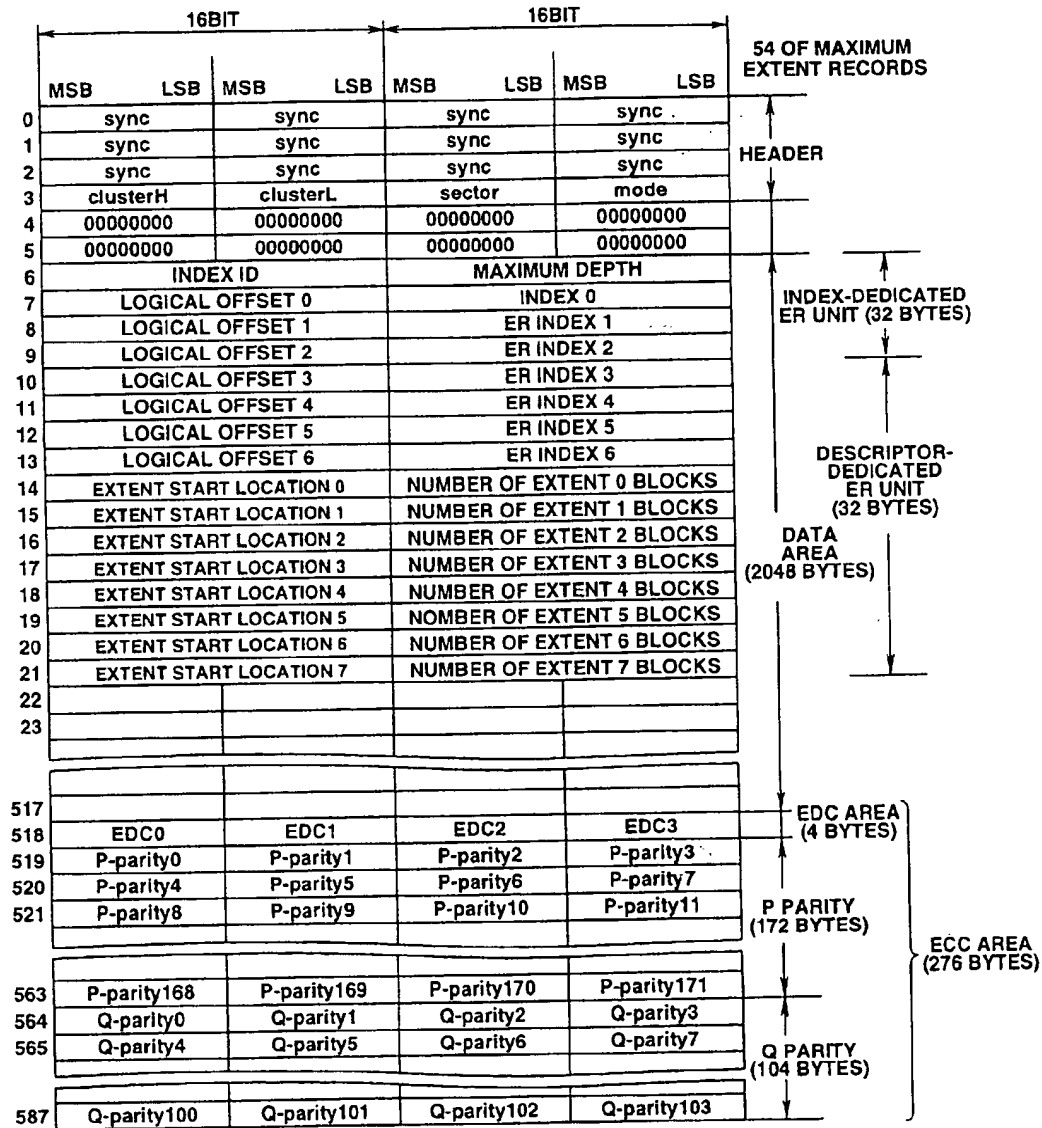 16BIT 16BIT
54 OF MAXIMUM
EXTENT RECORDS
MSB LSB MSB LSB MSB LSB MSB LSB
0 sync sync sync sync
1 sync sync sync sync
2 sync sync sync sync
HEADER
3 clusterH clusterL sector mode
4 00000000 00000000 00000000 00000000
5 00000000 00000000 00000000 00000000
6 INDEX ID MAXIMUM DEPTH
7 LOGICAL OFFSET 0 INDEX 0
8 LOGICAL OFFSET 1 ER INDEX 1
9 LOGICAL OFFSET 2 ER INDEX 2
10 LOGICAL OFFSET 3 ER INDEX 3
11 LOGICAL OFFSET 4 ER INDEX 4
12 LOGICAL OFFSET 5 ER INDEX 5
13 LOGICAL OFFSET 6 ER INDEX 6
14 EXTENT START LOCATION 0 NUMBER OF EXTENT 0 BLOCKS
15 EXTENT START LOCATION 1 NUMBER OF EXTENT 1 BLOCKS
16 EXTENT START LOCATION 2 NUMBER OF EXTENT 2 BLOCKS
17 EXTENT START LOCATION 3 NUMBER OF EXTENT 3 BLOCKS
18 EXTENT START LOCATION 4 NUMBER OF EXTENT 4 BLOCKS
19 EXTENT START LOCATION 5 NOMBER OF EXTENT 5 BLOCKS
20 EXTENT START LOCATION 6 NUMBER OF EXTENT 6 BLOCKS
21 EXTENT START LOCATION 7 NUMBER OF EXTENT 7 BLOCKS
22
23
INDEX-DEDICATED
ER UNIT (32 BYTES)
DESCRIPTOR-
DEDICATED
ER UNIT
(32 BYTES)
DATA
AREA
(2048 BYTES)
517
518 EDC0 EDC1 EDC2 EDC3
EDC AREA
(4 BYTES)
519 P-parity0 P-parity1 P-parity2 P-parity3
520 P-parity4 P-parity5 P-parity6 P-parity7
521 P-parity8 P-parity9 P-parity10 P-parity11
P PARITY
(172 BYTES)
ECC AREA
(276 BYTES)
563 P-parity168 P-parity169 P-parity170 P-parity171
564 Q-parity0 Q-parity1 Q-parity2 Q-parity3
565 Q-parity4 Q-parity5 Q-parity6 Q-parity7
Q PARITY
(104 BYTES)
587 Q-parity100 Q-parity101 Q-parity102 Q-parity103